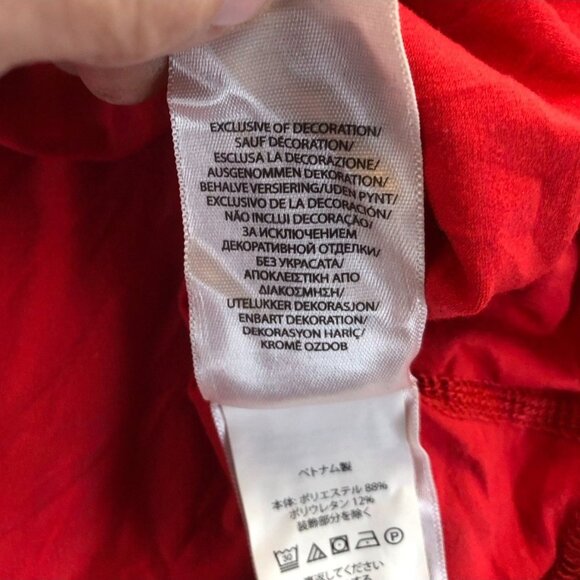 EXCLUSIVE OF DECORATION/
SAUF DÉCORATION/
ESCLUSA LA DECORAZIONE/
AUSGENOMMEN DEKORATION/
BEHALVE VERSIERING/UDEN PYNT/
EXCLUSIVO DE LA DECORACIÓN/
NÃO INCLUI DECORAÇÃO/
ЗА ИСКЛЮЧЕНИЕМ
ДЕКОРАТИВНОЙ ОТДЕЛКИ/
БЕЗ УКРАСАТА/
ΑΠΟΚΛΕΙΣΤΙΚΗ ΑΠΟ
ΔΙΑΚΟΣΜΗΣΗ/
UTELUKKER DEKORASJON/
ENBART DEKORATION/
DEKORASYON HARİÇ/
KROMĚ OZDOB
ベトナム製
本体: ポリエステル 88%
ポリウレタン 12%
装飾部分を除く
30 P